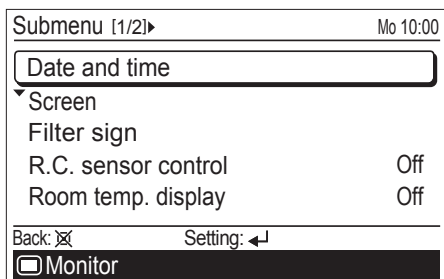 Submenu [1/2]▸ Mo 10:00
Date and time
Screen
Filter sign
R.C. sensor control Off
Room temp. display Off
Back: Setting:
Monitor